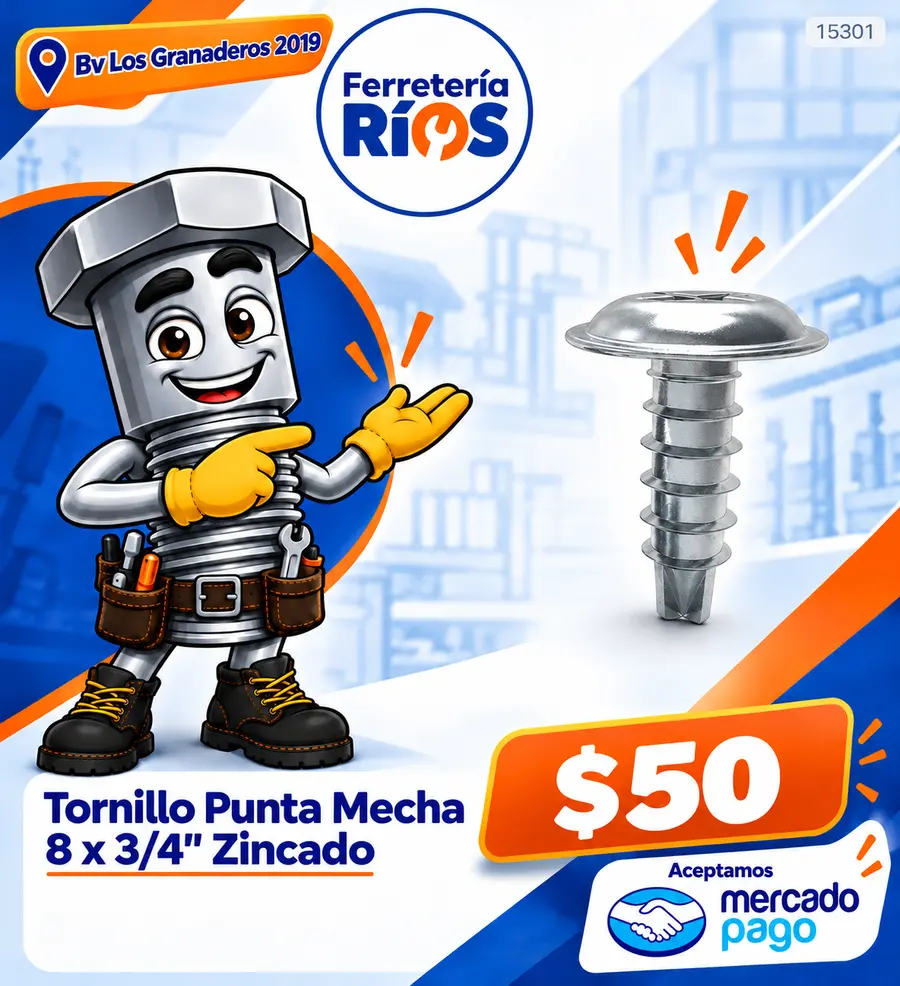 Bv Los Granaderos 2019
Ferretería
Ríos
15301
Tornillo Punta Mecha
8 x 3/4" Zincado
$50
Aceptamos
mercado
pago